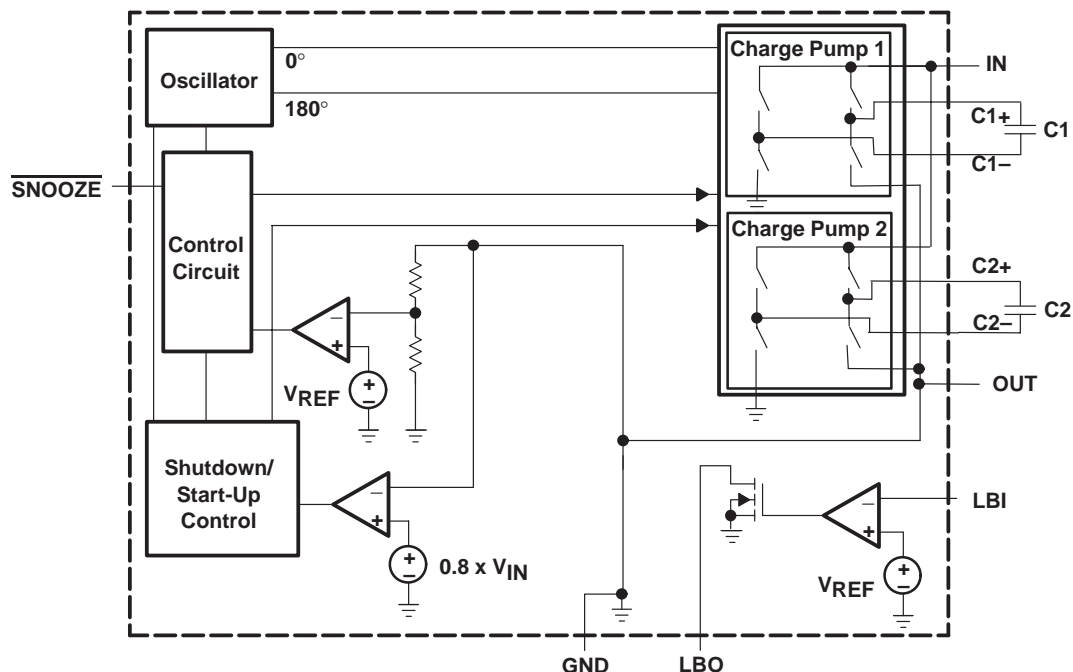 Oscillator
0°
180°
Charge Pump 1
IN
C1+
C1
C1–
SNOOZE
Control
Circuit
Charge Pump 2
C2+
C2
C2–
OUT
–
+
+
–
VREF
Shutdown/
Start-Up
Control
–
+
+
–
0.8 x VIN
–
+
LBI
+
–
VREF
GND
LBO